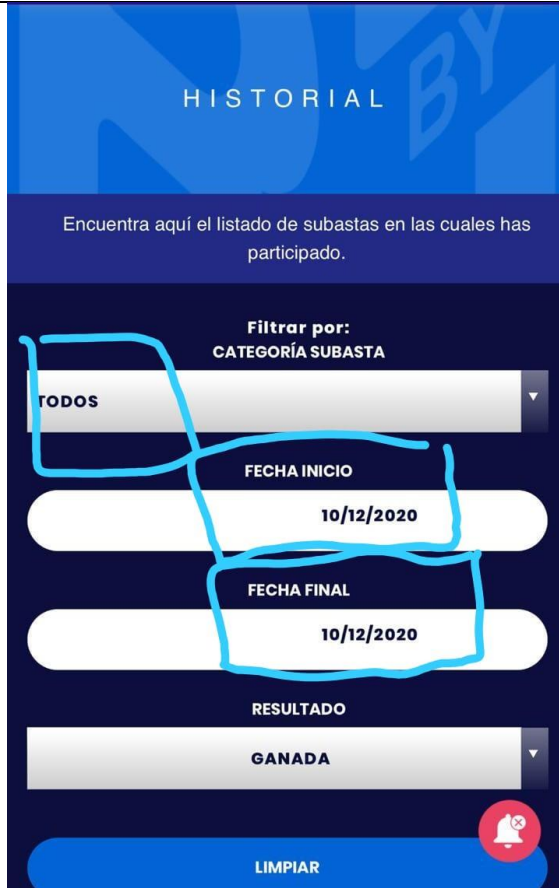 BY
HISTORIAL
Encuentra aquí el listado de subastas en las cuales has
participado.
Filtrar por:
CATEGORÍA SUBASTA
TODOS
FECHA INICIO
10/12/2020
FECHA FINAL
10/12/2020
RESULTADO
GANADA
LIMPIAR